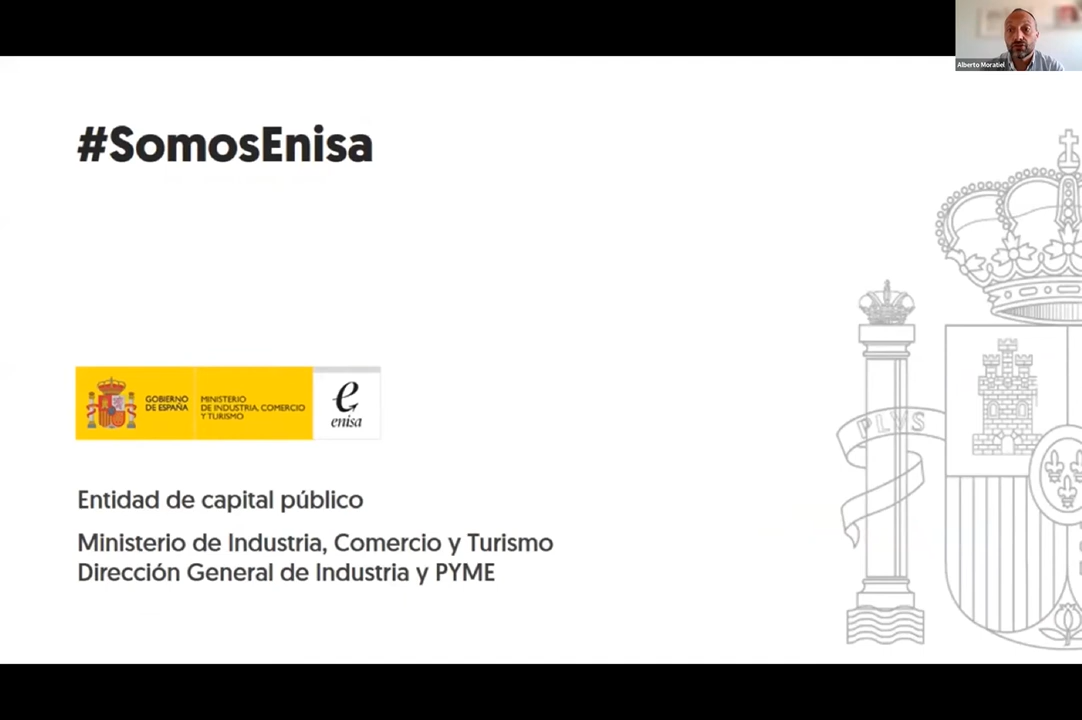 Alberto Moratiel
#SomosEnisa
GOBIERNO
DE ESPAÑA
MINISTERIO
DE INDUSTRIA, COMERCIO
Y TURISMO
e
enisa
PLVS
Entidad de capital público
Ministerio de Industria, Comercio y Turismo
Dirección General de Industria y PYME